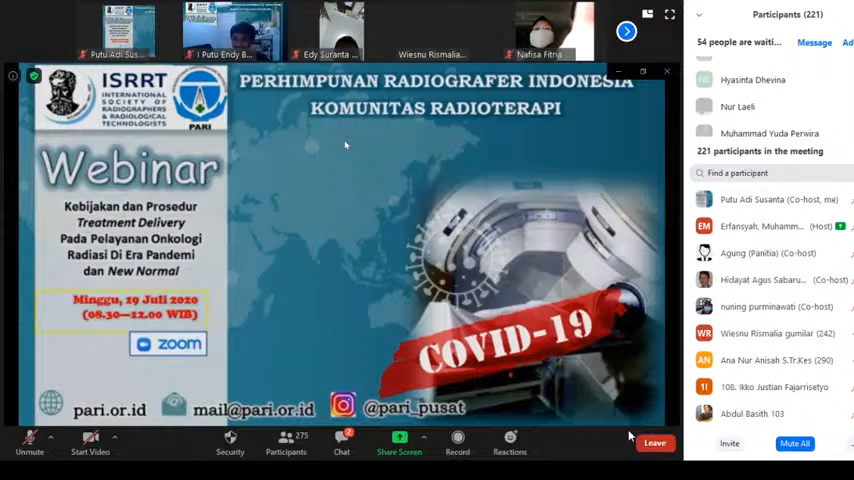 Putu Adi Sus...
I Putu Endy B...
Edy Suranta ...
Wiesnu Rismalia...
Nafisa Fitria
ISRRT
INTERNATIONAL
SOCIETY OF
RADIOGRAPHERS
& RADIOLOGICAL
TECHNOLOGISTS
PARI
PERHIMPUNAN RADIOGRAFER INDONESIA
KOMUNITAS RADIOTERAPI
Webinar
Kebijakan dan Prosedur
Treatment Delivery
Pada Pelayanan Onkologi
Radiasi Di Era Pandemi
dan New Normal
Minggu, 19 Juli 2020
(08.30—12.00 WIB)
zoom
COVID-19
pari.or.id
mail@pari.or.id
@pari_pusat
Unmute
Start Video
Security
275
Participants
2
Chat
Share Screen
Record
Reactions
Leave
Participants (221)
54 people are waiti...
Message
Hyasinta Dhevina
Nur Laeli
Muhammad Yuda Perwira
221 participants in the meeting
Find a participant
Putu Adi Susanta (Co-host, me)
EM Erfansyah, Muhamm... (Host)
Agung (Panitia) (Co-host)
Hidayat Agus Sabaru... (Co-host)
nuning purminawati (Co-host)
WR Wiesnu Rismalia gumilar (242)
AN Ana Nur Anisah S.Tr.Kes (290)
1I 108. Ikko Justian Fajarrisetyo
Abdul Basith 103
Invite
Mute All